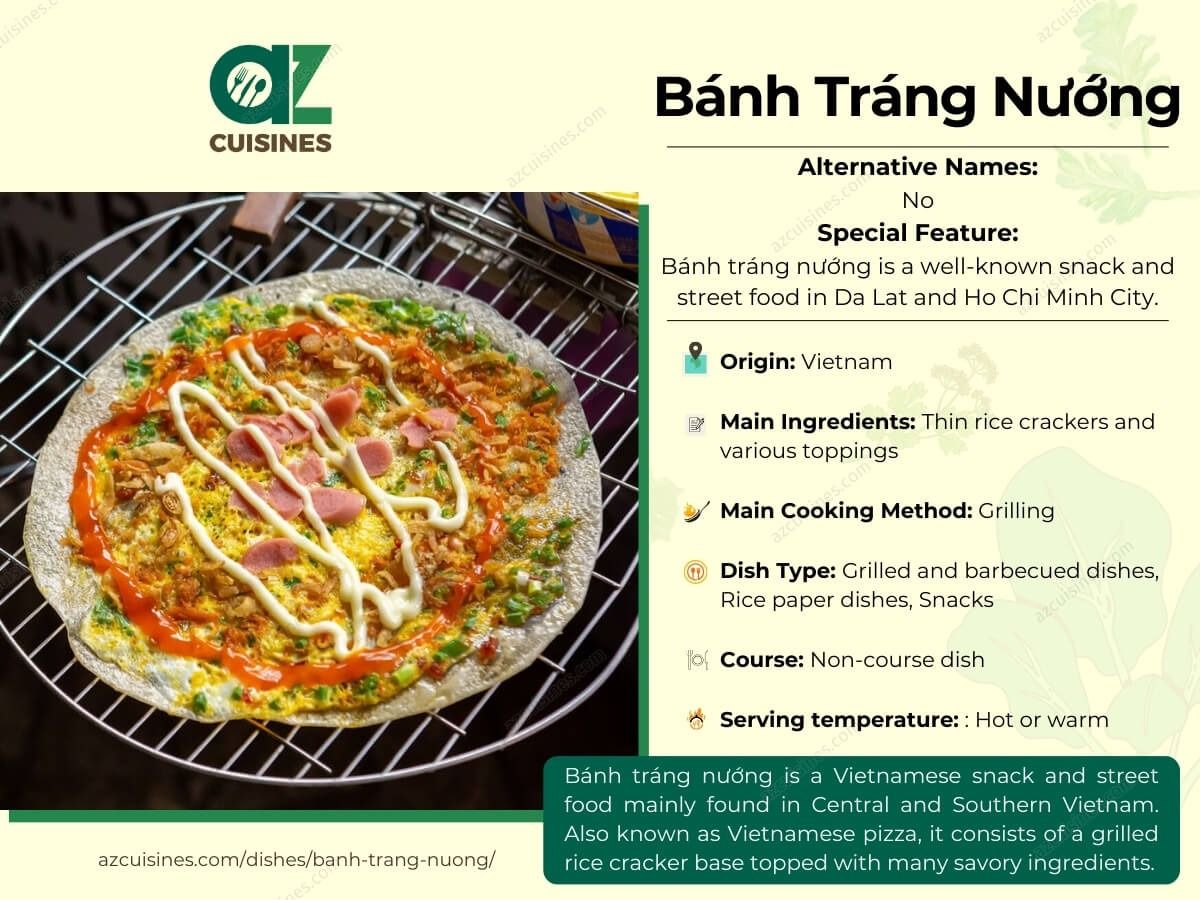 az
CUISINES
Bánh Tráng Nướng
Alternative Names:
No
Special Feature:
Bánh tráng nướng is a well-known snack and
street food in Da Lat and Ho Chi Minh City.
Origin: Vietnam
Main Ingredients: Thin rice crackers and
various toppings
Main Cooking Method: Grilling
Dish Type: Grilled and barbecued dishes,
Rice paper dishes, Snacks
Course: Non-course dish
Serving temperature: : Hot or warm
Bánh tráng nướng is a Vietnamese snack and street
food mainly found in Central and Southern Vietnam.
Also known as Vietnamese pizza, it consists of a grilled
rice cracker base topped with many savory ingredients.
azcuisines.com/dishes/banh-trang-nuong/
azcuisines.com